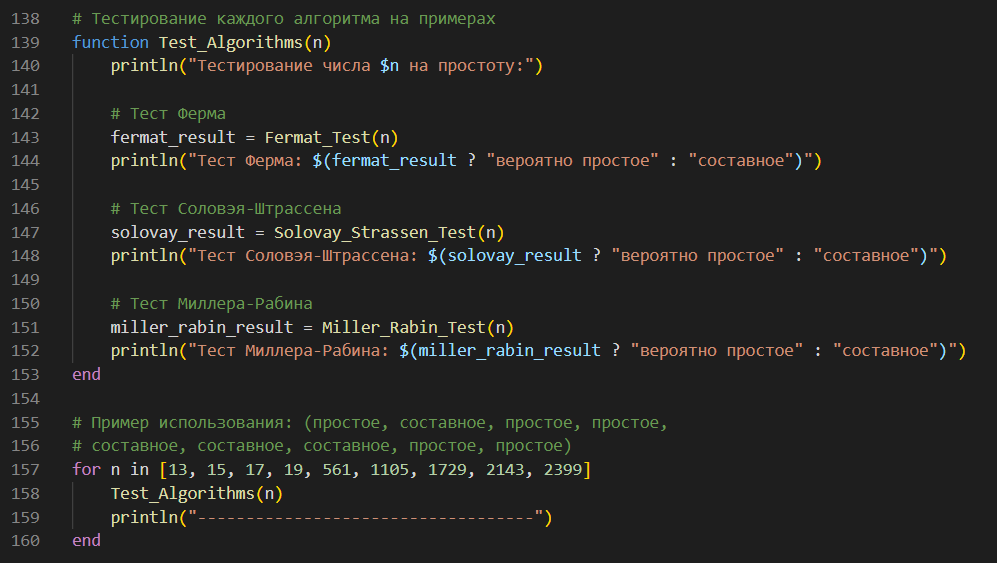 138 # Тестирование каждого алгоритма на примерах
139 function Test_Algorithms(n)
140     println("Тестирование числа $n на простоту:")
141
142     # Тест Ферма
143     fermat_result = Fermat_Test(n)
144     println("Тест Ферма: $(fermat_result ? "вероятно простое" : "составное")")
145
146     # Тест Соловэя-Штрассена
147     solovay_result = Solovay_Strassen_Test(n)
148     println("Тест Соловэя-Штрассена: $(solovay_result ? "вероятно простое" : "составное")")
149
150     # Тест Миллера-Рабина
151     miller_rabin_result = Miller_Rabin_Test(n)
152     println("Тест Миллера-Рабина: $(miller_rabin_result ? "вероятно простое" : "составное")")
153 end
154
155 # Пример использования: (простое, составное, простое, простое,
156 # составное, составное, составное, простое, простое)
157 for n in [13, 15, 17, 19, 561, 1105, 1729, 2143, 2399]
158     Test_Algorithms(n)
159     println("-----------------------------------")
160 end